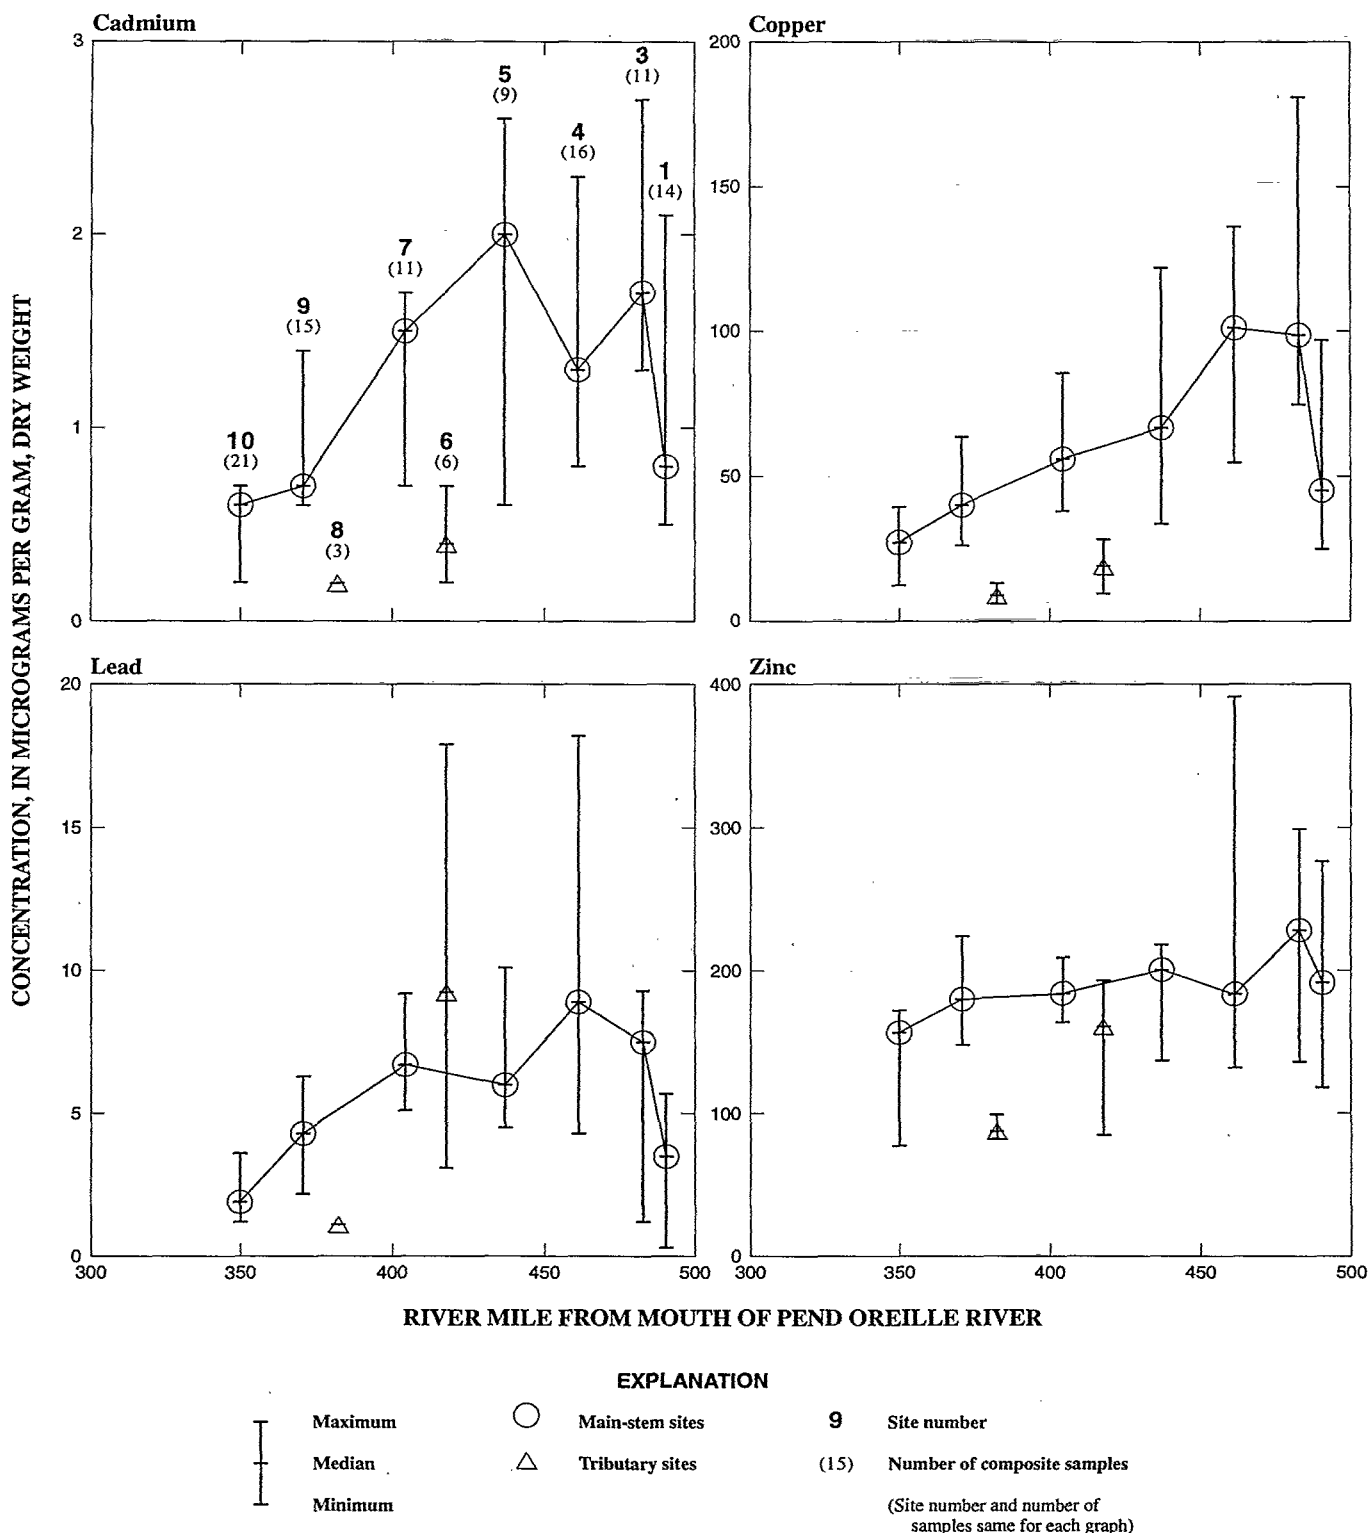 Cadmium
3
2
1
0
10
(21)
9
(15)
8
(3)
7
(11)
6
(6)
5
(9)
4
(16)
3
(11)
1
(14)
Copper
200
150
100
50
0
CONCENTRATION, IN MICROGRAMS PER GRAM, DRY WEIGHT
Lead
20
15
10
5
0
300
350
400
450
500
Zinc
400
300
200
100
0
300
350
400
450
500
RIVER MILE FROM MOUTH OF PEND OREILLE RIVER
EXPLANATION
Maximum
Median
Minimum
Main-stem sites
Tributary sites
9 Site number
(15) Number of composite samples
(Site number and number of
samples same for each graph)